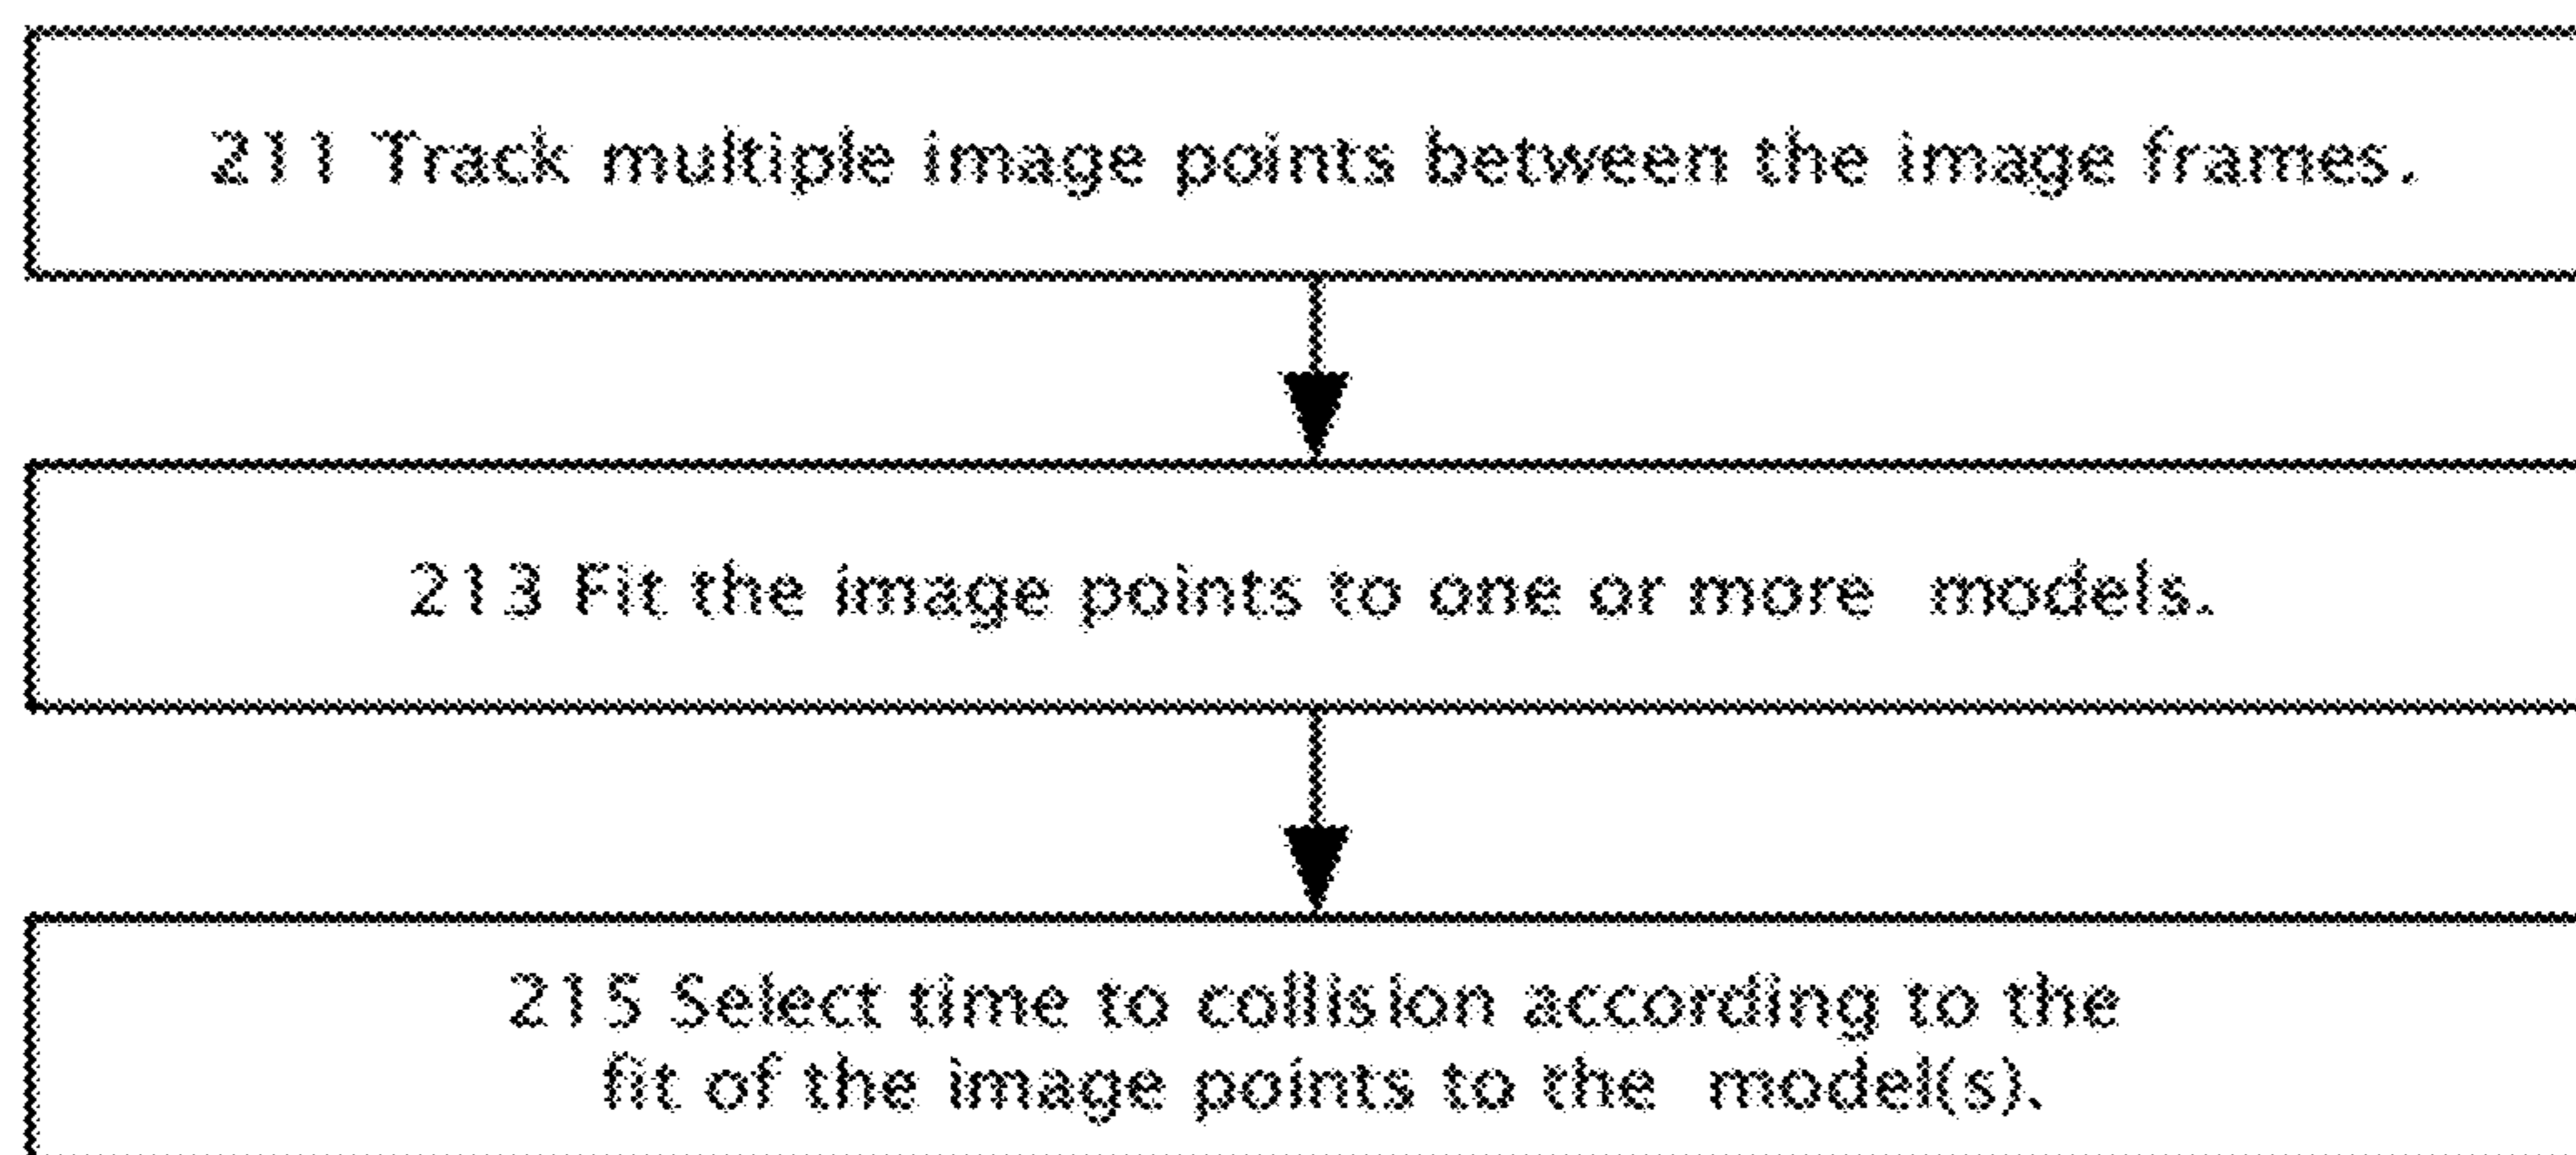 211 Track multiple image points between the image frames.
213 Fit the image points to one or more models.
215 Select time to collision according to the
fit of the image points to the model(s).